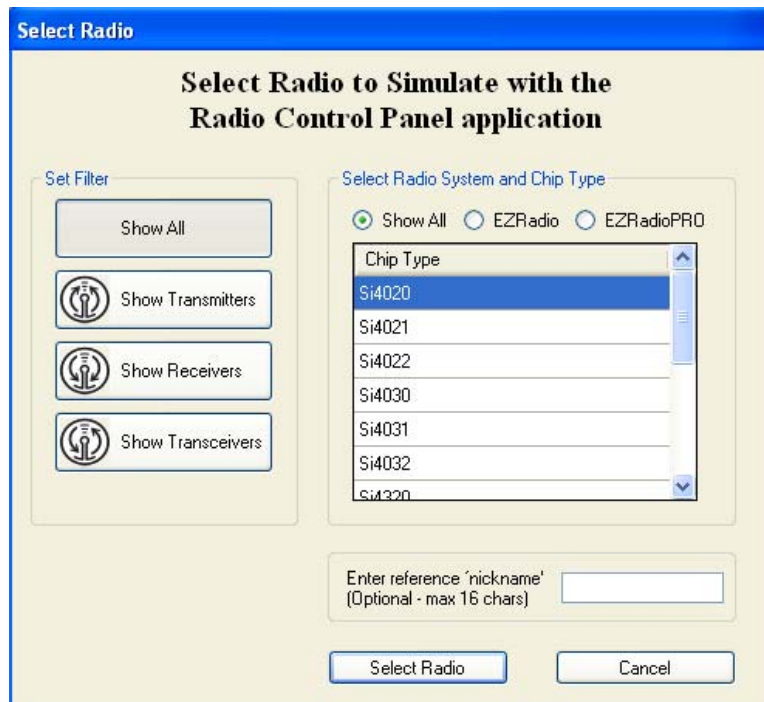 Select Radio
Select Radio to Simulate with the
Radio Control Panel application
Set Filter
Show All
Show Transmitters
Show Receivers
Show Transceivers
Select Radio System and Chip Type
Show All EZRadio EZRadioPRO
Chip Type
Si4020
Si4021
Si4022
Si4030
Si4031
Si4032
Si4320
Enter reference 'nickname'
(Optional - max 16 chars)
Select Radio Cancel